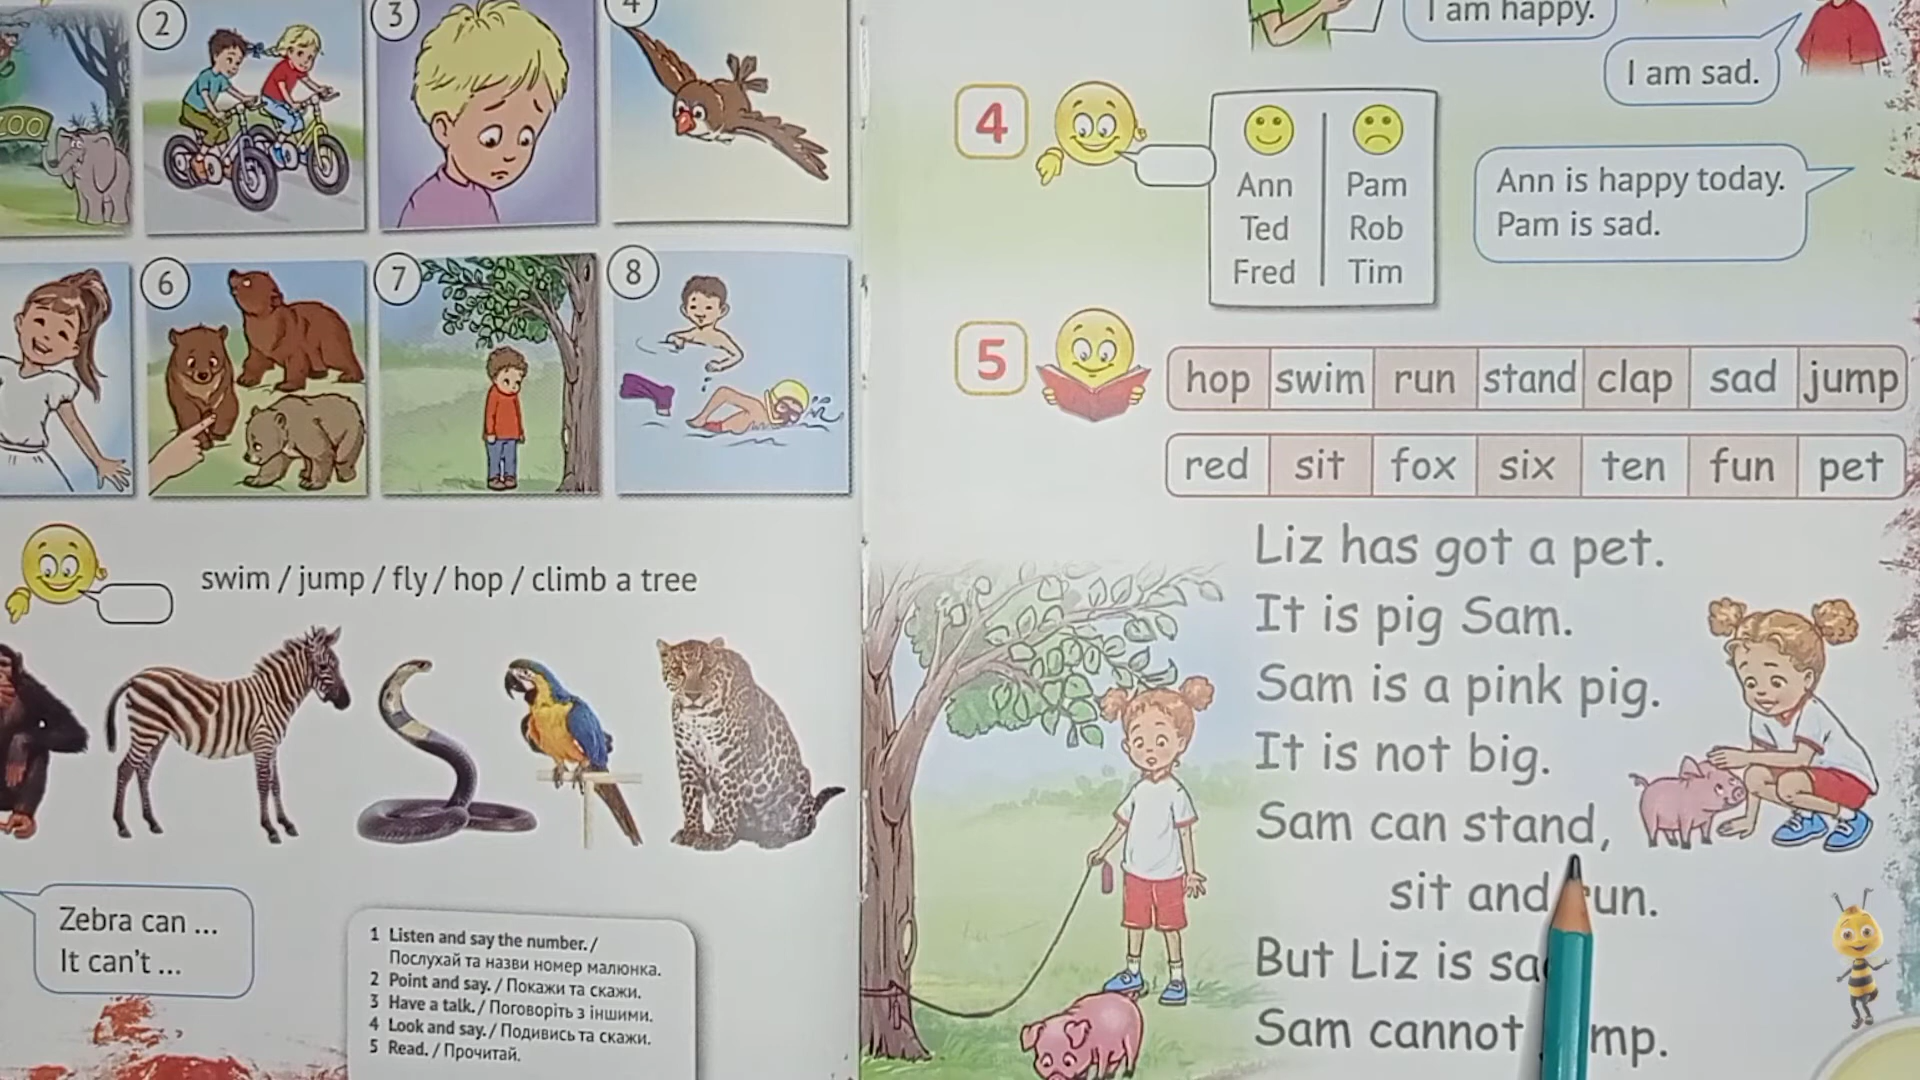 2
3
4
ZOO
6
7
8
swim / jump / fly / hop / climb a tree
Zebra can ...
It can't ...
1 Listen and say the number. /
Послухай та назви номер малюнка.
2 Point and say. / Покажи та скажи.
3 Have a talk. / Поговоріть з іншими.
4 Look and say. / Подивись та скажи.
5 Read. / Прочитай.
I am happy.
I am sad.
4
Ann Pam
Ted Rob
Fred Tim
Ann is happy today.
Pam is sad.
5
hop swim run stand clap sad jump
red sit fox six ten fun pet
Liz has got a pet.
It is pig Sam.
Sam is a pink pig.
It is not big.
Sam can stand,
sit and run.
But Liz is
Sam cannot